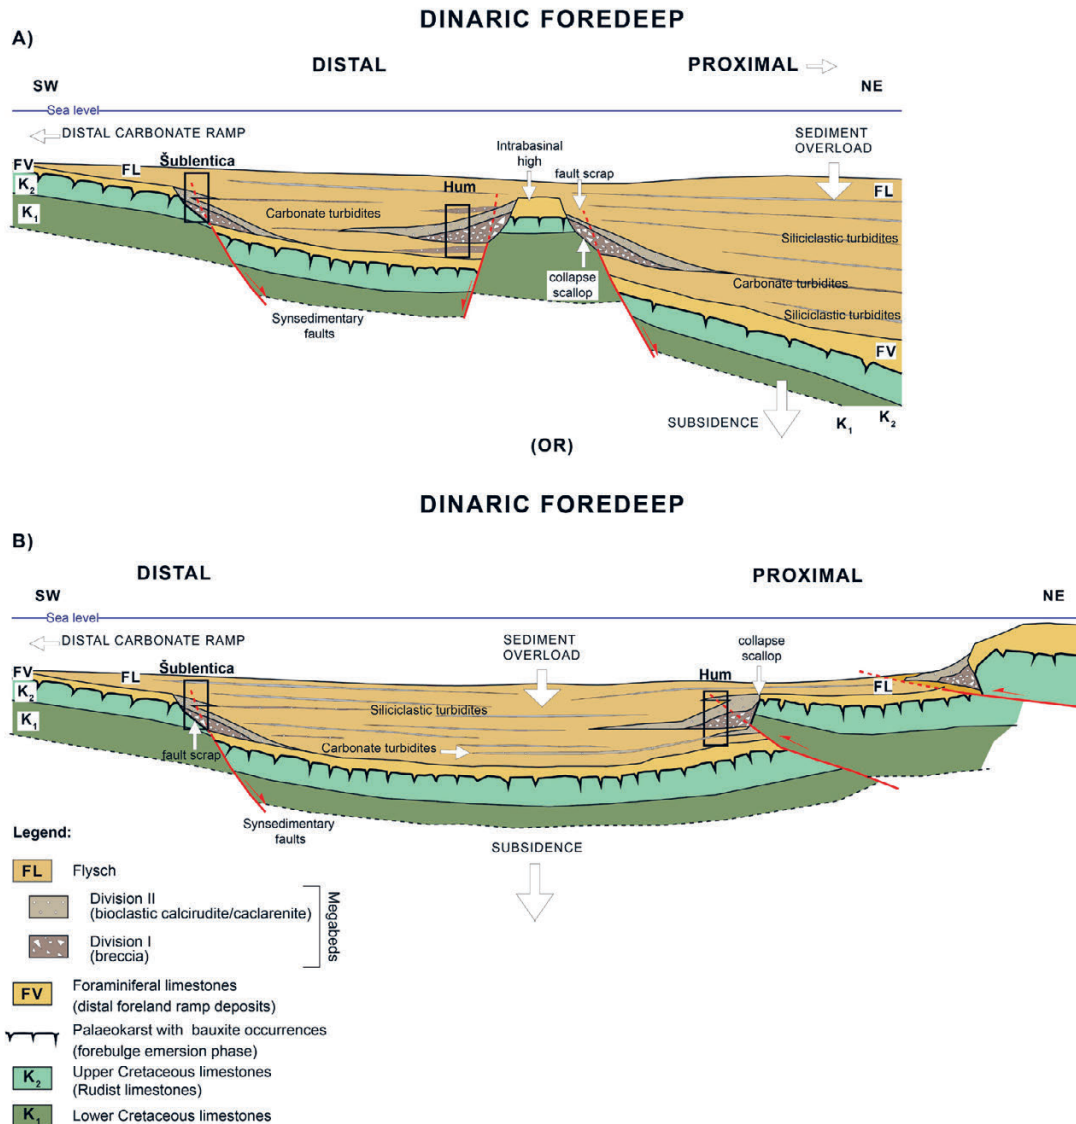 DINARIC FOREDEEP
A)
DISTAL
PROXIMAL
SW
NE
Sea level
DISTAL CARBONATE RAMP
SEDIMENT
OVERLOAD
Intrabasinal
high
fault scrap
FV
FL
Šublentica
Hum
FL
K2
K1
Carbonate turbidites
Siliciclastic turbidites
collapse
scallop
Carbonate turbidites
Siliciclastic turbidites
Synsedimentary
faults
FV
SUBSIDENCE
K1
K2
(OR)
DINARIC FOREDEEP
B)
DISTAL
PROXIMAL
SW
NE
Sea level
DISTAL CARBONATE RAMP
SEDIMENT
OVERLOAD
collapse
scallop
FV
FL
Šublentica
Hum
FL
K2
K1
Siliciclastic turbidites
fault scrap
Carbonate turbidites
Synsedimentary
faults
SUBSIDENCE
Legend:
FL Flysch
Division II
(bioclastic calcirudite/caclarenite)
Division I
(breccia)
Megabeds
FV Foraminiferal limestones
(distal foreland ramp deposits)
Palaeokarst with bauxite occurrences
(forebulge emersion phase)
K2 Upper Cretaceous limestones
(Rudist limestones)
K1 Lower Cretaceous limestones